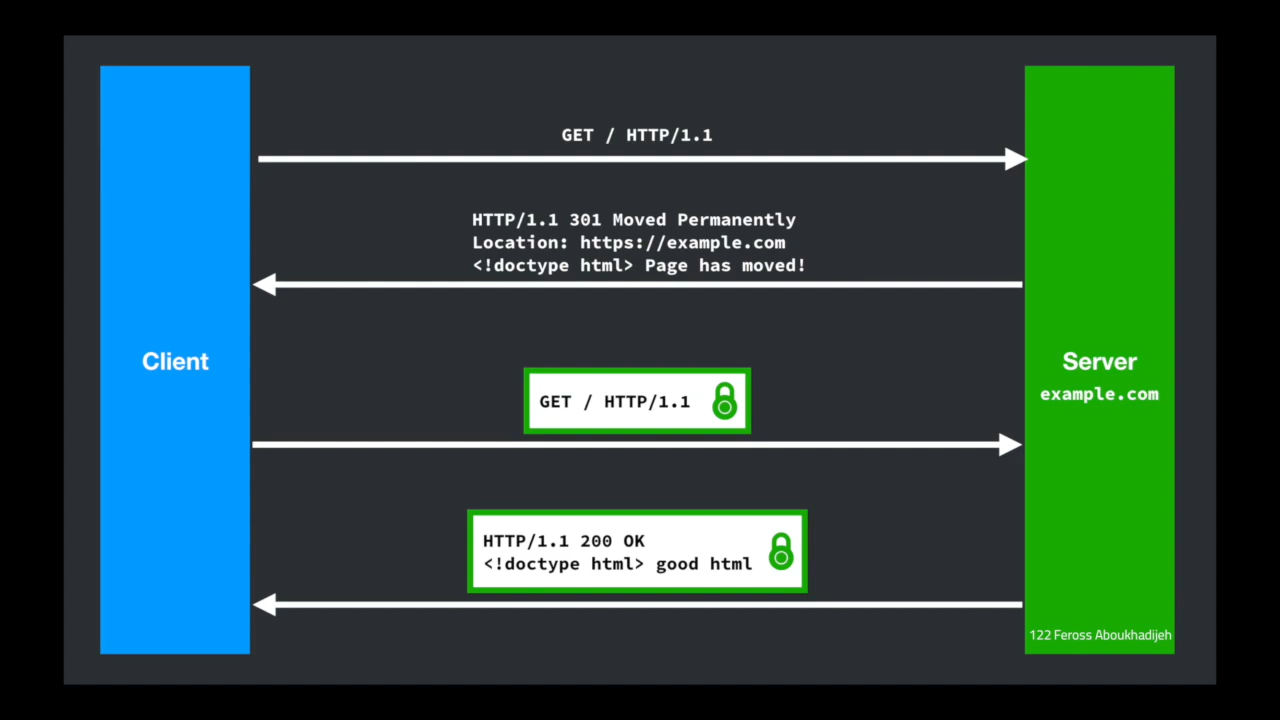 GET / HTTP/1.1
HTTP/1.1 301 Moved Permanently
Location: https://example.com
<!doctype html> Page has moved!
Client
Server
example.com
GET / HTTP/1.1
HTTP/1.1 200 OK
<!doctype html> good html
122 Feross Aboukhadijeh